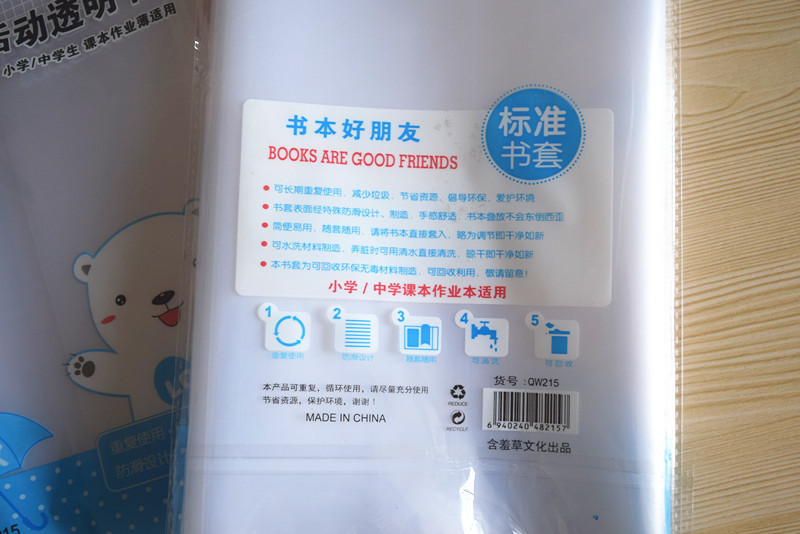 动透明
小学/中学生 课本作业薄适用
标准
书套
书本好朋友
BOOKS ARE GOOD FRIENDS
可长期重复使用、减少垃圾、节省资源、倡导环保、爱护环境
书套表面经特殊防滑设计、制造,手感舒适,书本叠放不会东倒西歪
简便易用,随套随用,请将书本直接套入,略为调节即干净如新
可水洗材料制造,弄脏时可用清水直接清洗,晾干即干净如新
本书套为可回收环保无毒材料制造,可回收利用,敬请留意!
小学 / 中学课本作业本适用
1 2 3 4 5
重复使用 防滑设计 随套随用 可清洗 可回收
本产品可重复,循环使用,请尽量充分使用
节省资源,保护环境,谢谢!
MADE IN CHINA
REDUCE
RECYCLE
货号:QW215
6 940240 482157
含羞草文化出品
重复使用
防滑设计